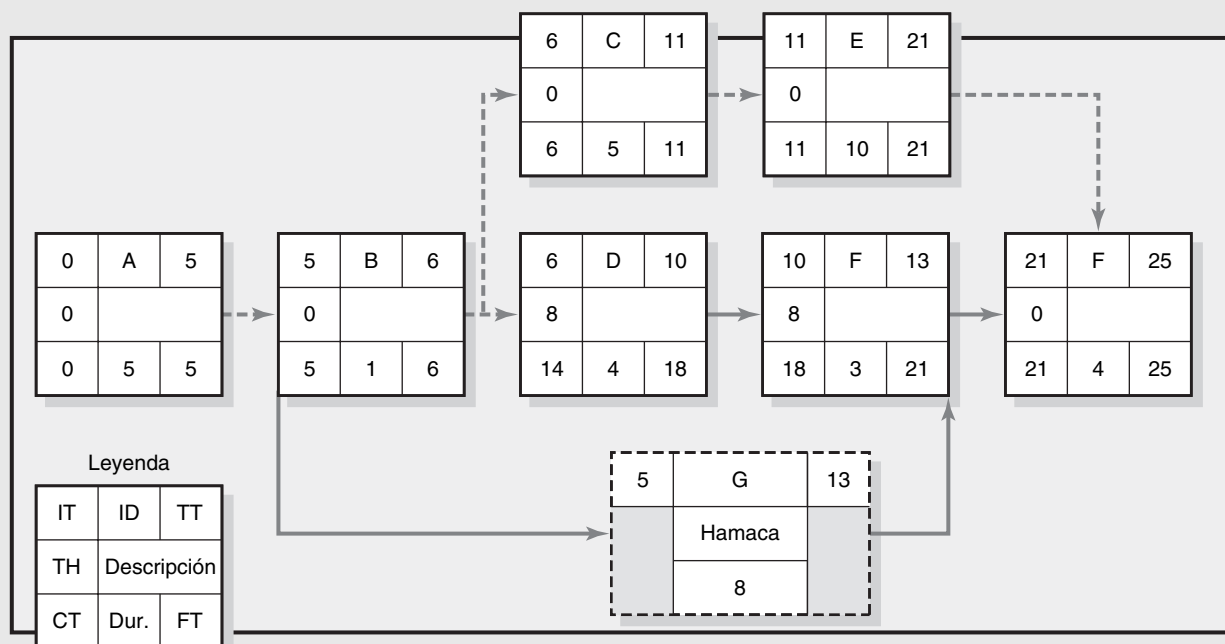 6 C 11
0
6 5 11
11 E 21
0
11 10 21
0 A 5
0
0 5 5
5 B 6
0
5 1 6
6 D 10
8
14 4 18
10 F 13
8
18 3 21
21 F 25
0
21 4 25
5 G 13
Hamaca
8
Leyenda
IT ID TT
TH Descripción
CT Dur. FT